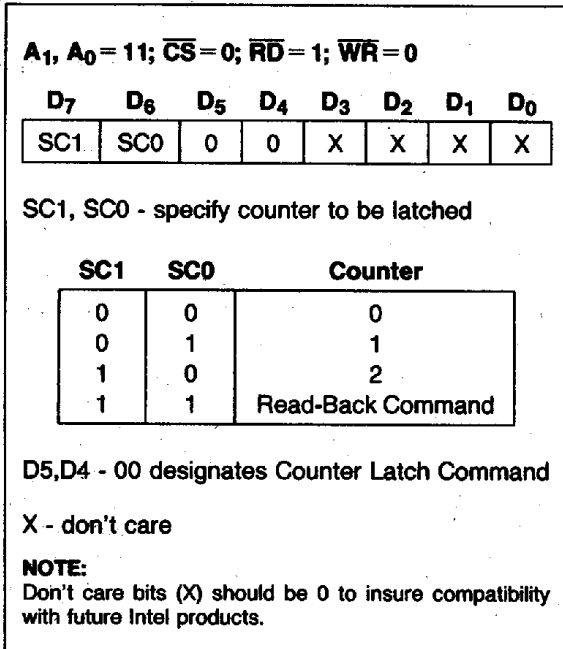 A1, A0 = 11; C̅S̅ = 0; R̅D̅ = 1; W̅R̅ = 0
D7 D6 D5 D4 D3 D2 D1 D0
SC1 SC0 0 0 X X X X
SC1, SC0 - specify counter to be latched
SC1 SC0 Counter
0 0 0
0 1 1
1 0 2
1 1 Read-Back Command
D5,D4 - 00 designates Counter Latch Command
X - don't care
NOTE:
Don't care bits (X) should be 0 to insure compatibility
with future Intel products.